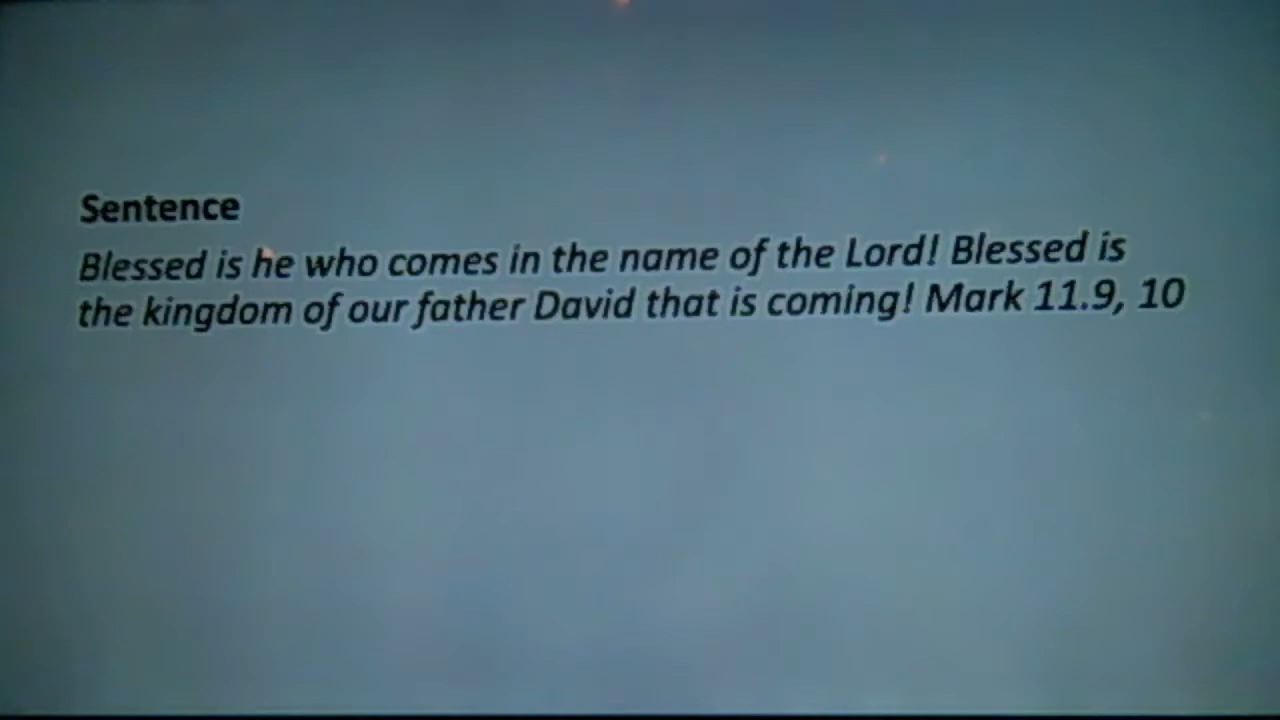 Sentence
Blessed is he who comes in the name of the Lord! Blessed is
the kingdom of our father David that is coming! Mark 11.9, 10